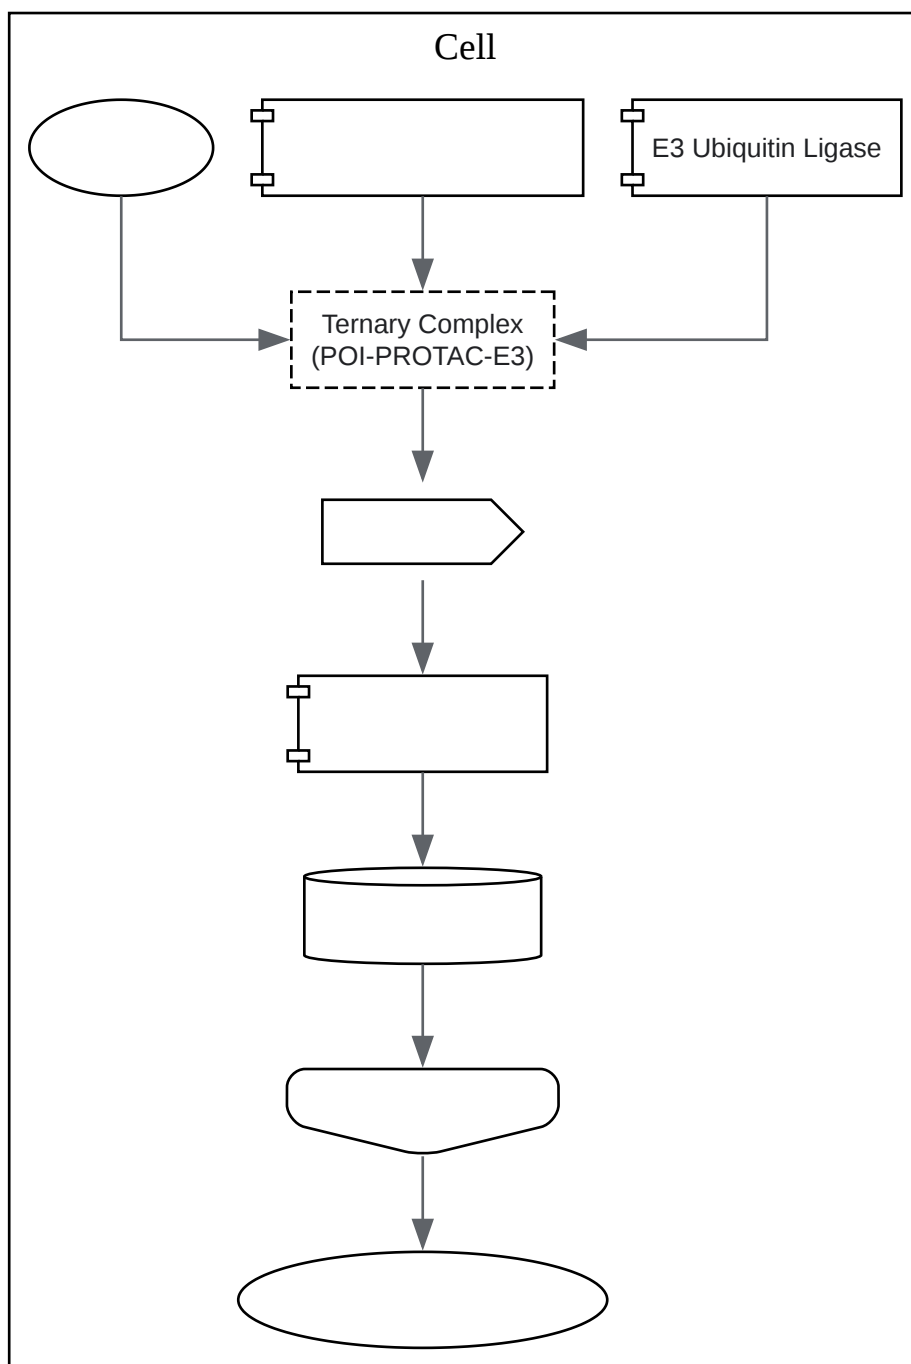 Cell
E3 Ubiquitin Ligase
Ternary Complex
(POI-PROTAC-E3)